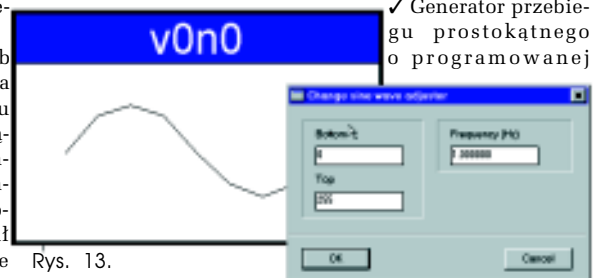 ✓ Generator przebie-
gu prostokątnego
o programowanej
v0n0
Change sine wave adjuster
Bottom
0
Top
255
Frequency (Hz)
1.000000
OK
Cancel
Rys. 13.